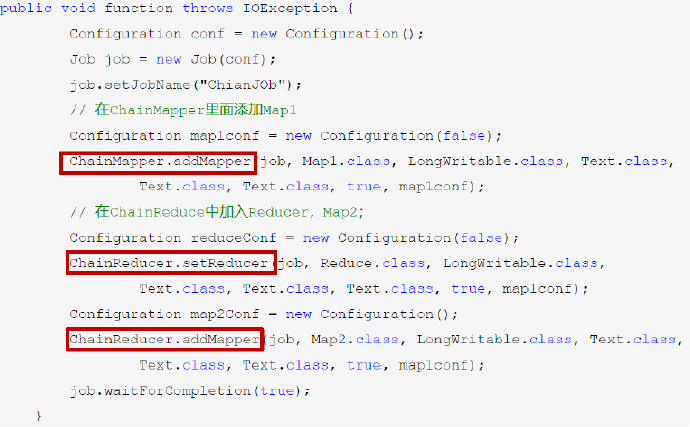 public void function throws IOException {
Configuration conf = new Configuration();
Job job = new Job(conf);
job.setJobName("ChianJOb");
// 在ChainMapper里面添加Map1
Configuration map1conf = new Configuration(false);
ChainMapper.addMapper(job, Map1.class, LongWritable.class, Text.class,
Text.class, Text.class, true, map1conf);
// 在ChainReduce中加入Reducer，Map2;
Configuration reduceConf = new Configuration(false);
ChainReducer.setReducer(job, Reduce.class, LongWritable.class,
Text.class, Text.class, Text.class, true, map1conf);
Configuration map2Conf = new Configuration();
ChainReducer.addMapper(job, Map2.class, LongWritable.class, Text.class,
Text.class, Text.class, true, map1conf);
job.waitForCompletion(true);
}